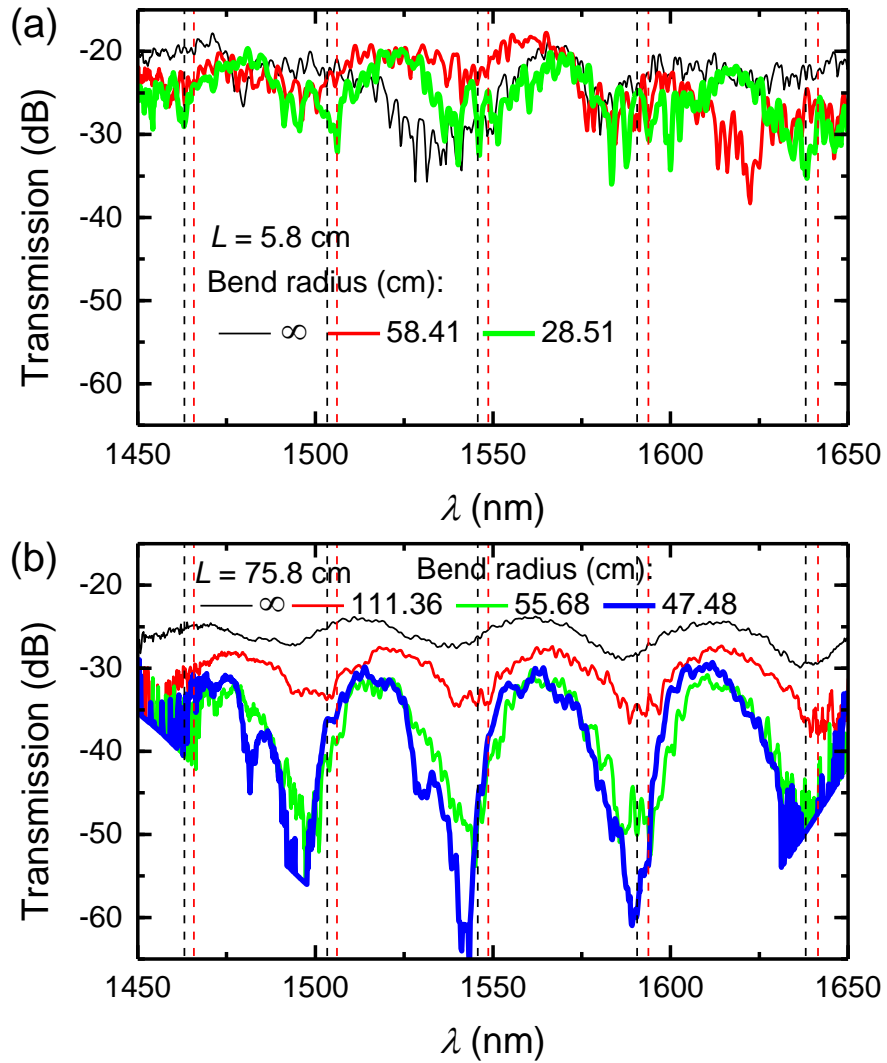 (a)
Transmission (dB)
-20
-30
-40
-50
-60
L = 5.8 cm
Bend radius (cm):
∞ 58.41 28.51
1450 1500 1550 1600 1650
λ (nm)
(b)
Transmission (dB)
-20
-30
-40
-50
-60
L = 75.8 cm Bend radius (cm):
∞ 111.36 55.68 47.48
1450 1500 1550 1600 1650
λ (nm)